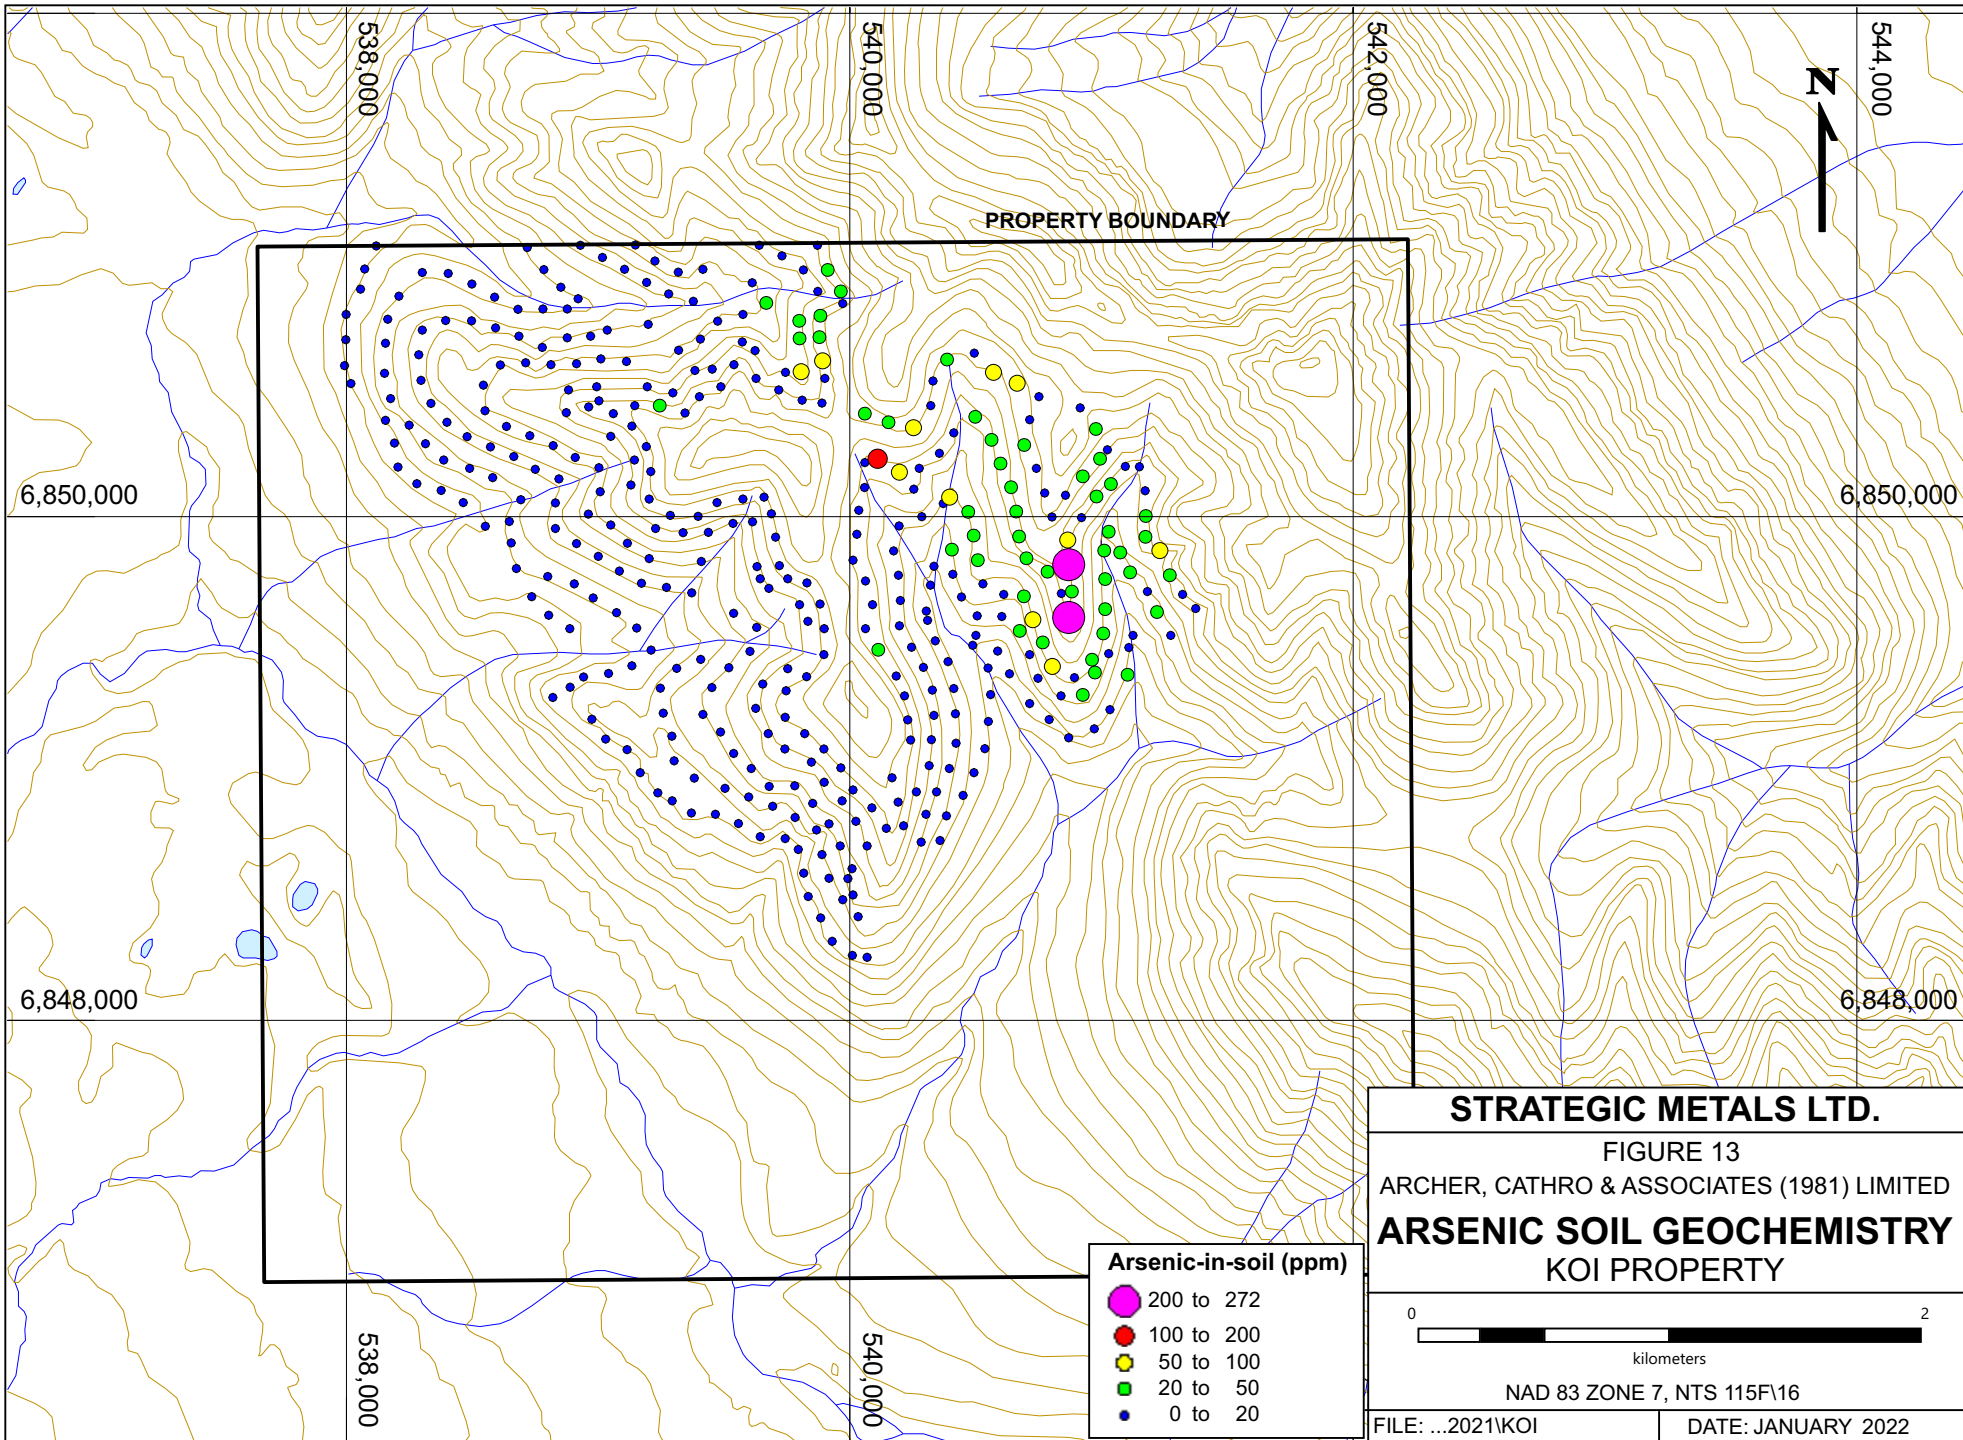 538,000
540,000
542,000
544,000
N
PROPERTY BOUNDARY
6,850,000
6,850,000
6,848,000
6,848,000
538,000
540,000
Arsenic-in-soil (ppm)
200 to 272
100 to 200
50 to 100
20 to 50
0 to 20
STRATEGIC METALS LTD.
FIGURE 13
ARCHER, CATHRO & ASSOCIATES (1981) LIMITED
ARSENIC SOIL GEOCHEMISTRY
KOI PROPERTY
0 2
kilometers
NAD 83 ZONE 7, NTS 115F\16
FILE: ...2021\KOI
DATE: JANUARY 2022